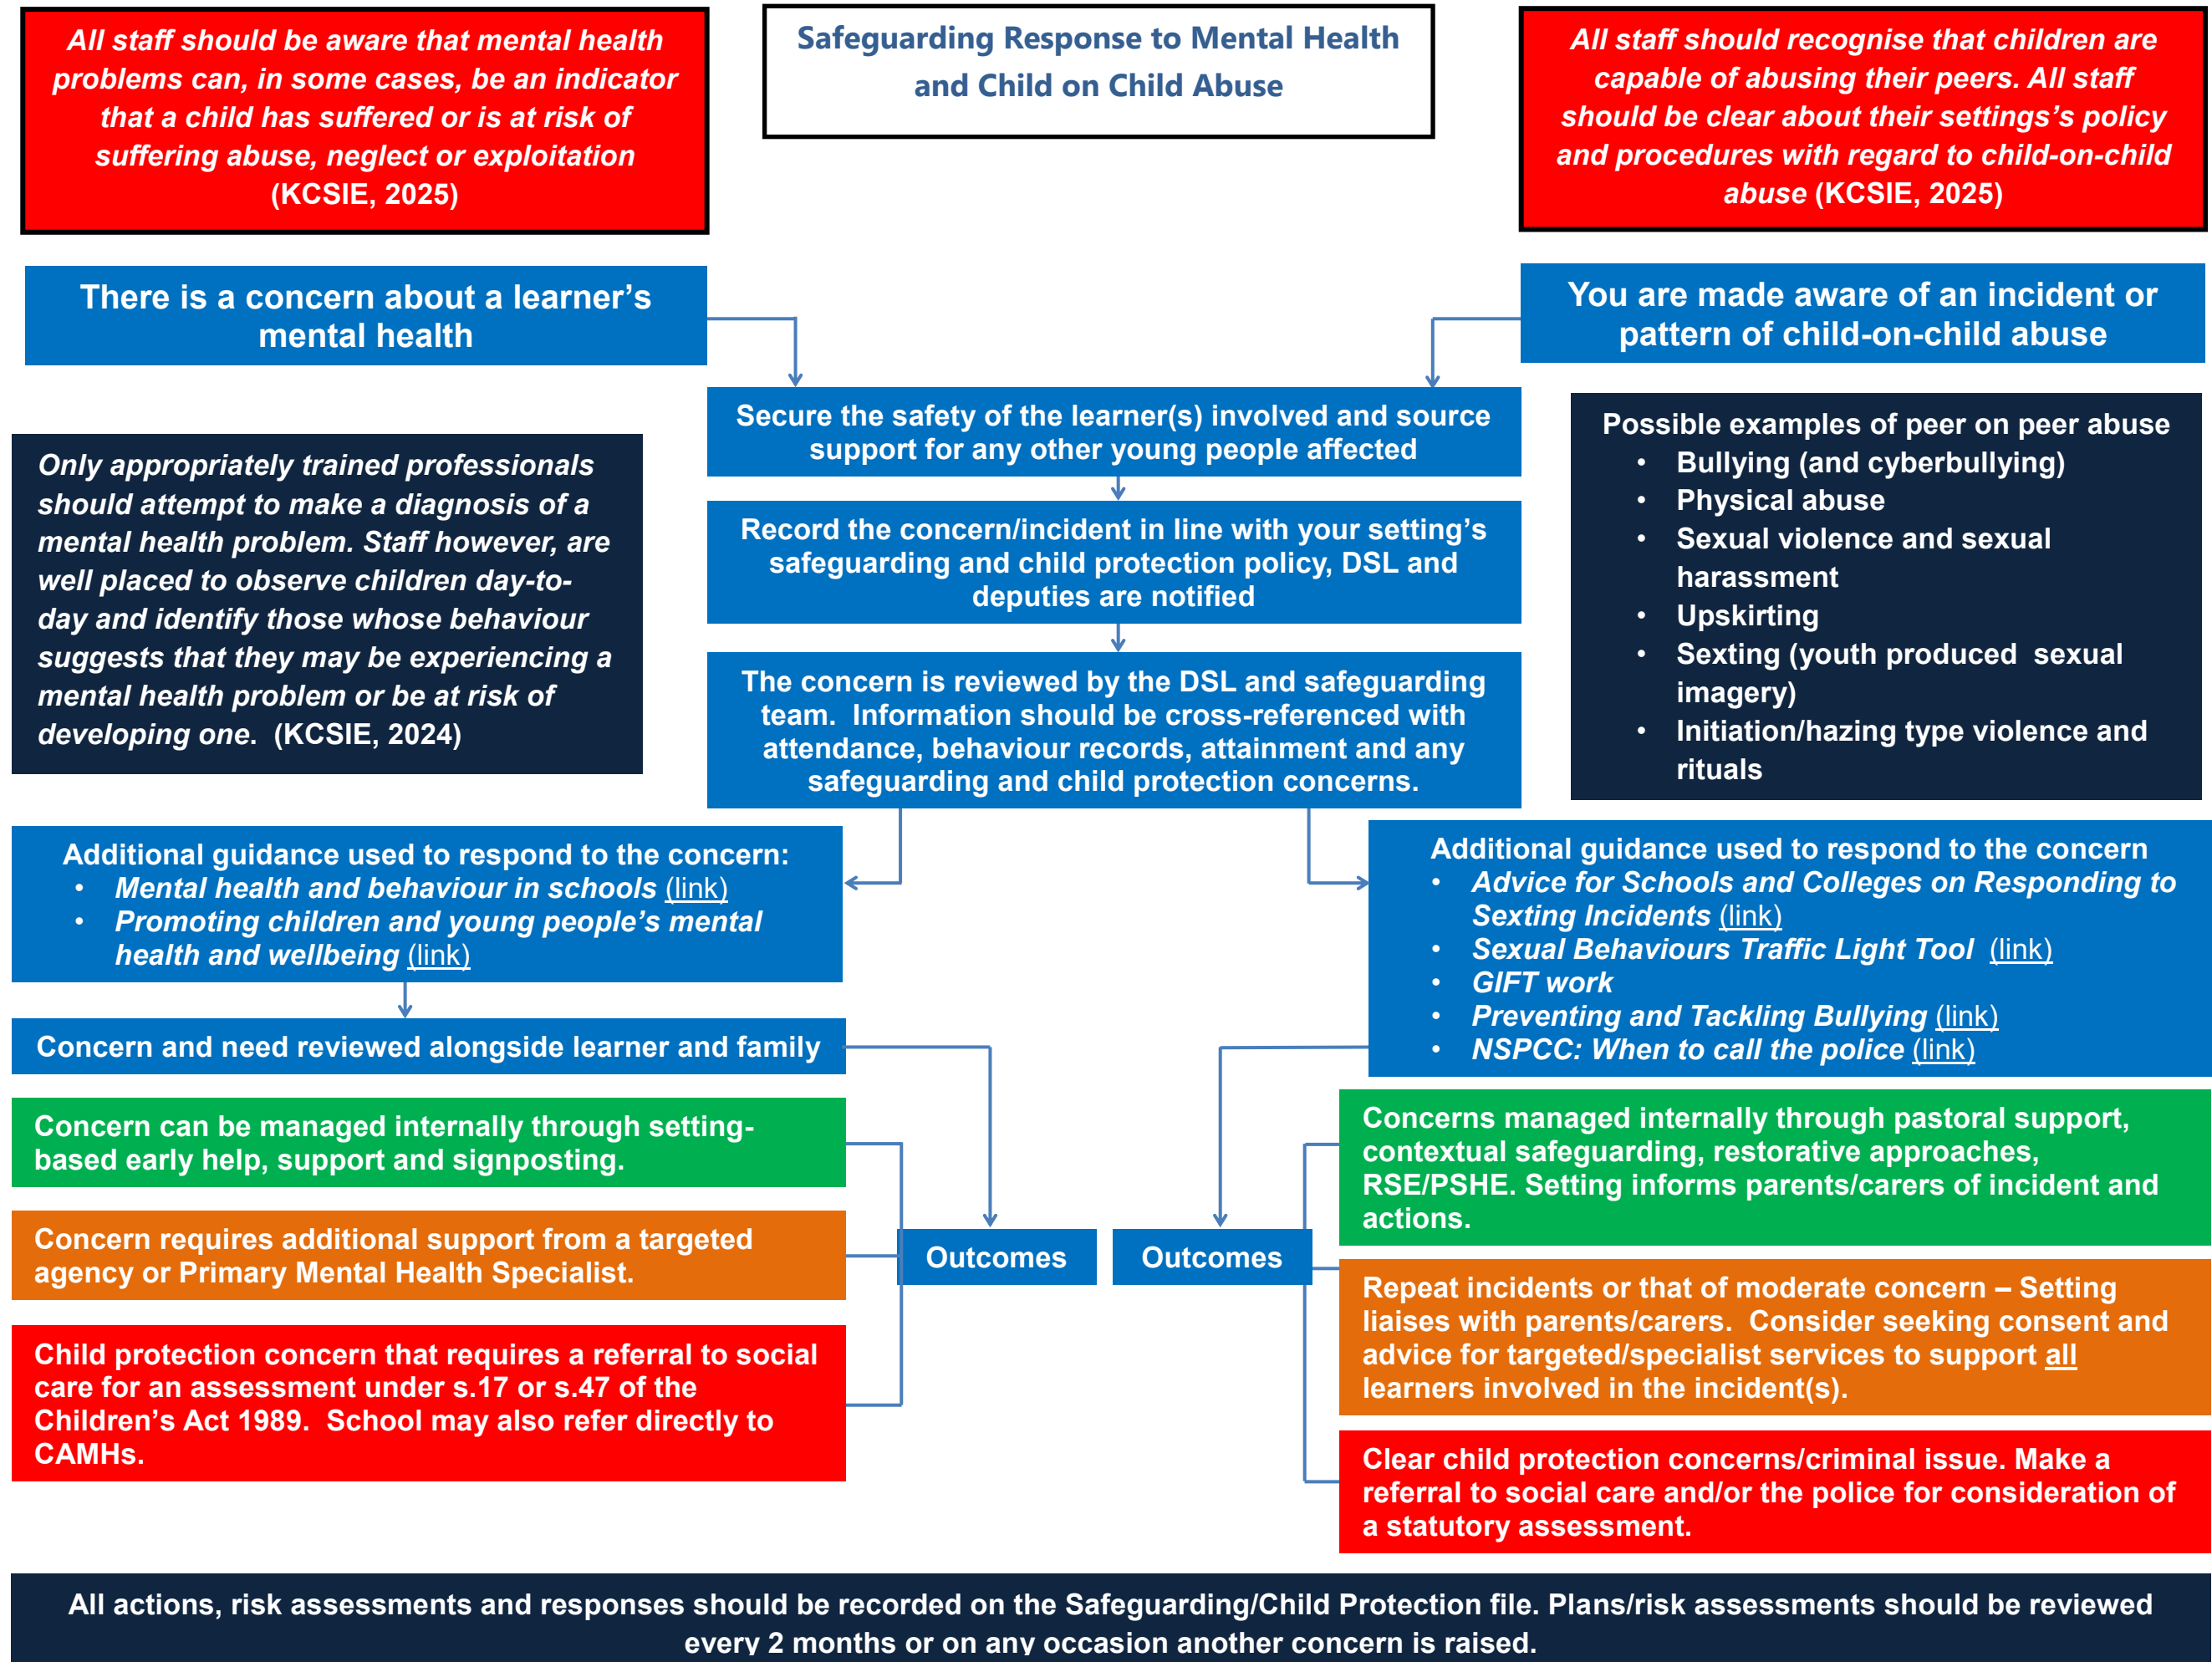 All staff should be aware that mental health
problems can, in some cases, be an indicator
that a child has suffered or is at risk of
suffering abuse, neglect or exploitation
(KCSIE, 2025)
Safeguarding Response to Mental Health
and Child on Child Abuse
All staff should recognise that children are
capable of abusing their peers. All staff
should be clear about their settings's policy
and procedures with regard to child-on-child
abuse (KCSIE, 2025)
There is a concern about a learner’s
mental health
You are made aware of an incident or
pattern of child-on-child abuse
Secure the safety of the learner(s) involved and source
support for any other young people affected
Only appropriately trained professionals
should attempt to make a diagnosis of a
mental health problem. Staff however, are
well placed to observe children day-to-
day and identify those whose behaviour
suggests that they may be experiencing a
mental health problem or be at risk of
developing one. (KCSIE, 2024)
Record the concern/incident in line with your setting’s
safeguarding and child protection policy, DSL and
deputies are notified
The concern is reviewed by the DSL and safeguarding
team. Information should be cross-referenced with
attendance, behaviour records, attainment and any
safeguarding and child protection concerns.
Possible examples of peer on peer abuse
• Bullying (and cyberbullying)
• Physical abuse
• Sexual violence and sexual
harassment
• Upskirting
• Sexting (youth produced sexual
imagery)
• Initiation/hazing type violence and
rituals
Additional guidance used to respond to the concern:
• Mental health and behaviour in schools (link)
• Promoting children and young people’s mental
health and wellbeing (link)
Additional guidance used to respond to the concern
• Advice for Schools and Colleges on Responding to
Sexting Incidents (link)
• Sexual Behaviours Traffic Light Tool (link)
• GIFT work
• Preventing and Tackling Bullying (link)
• NSPCC: When to call the police (link)
Concern and need reviewed alongside learner and family
Concern can be managed internally through setting-
based early help, support and signposting.
Concern requires additional support from a targeted
agency or Primary Mental Health Specialist.
Child protection concern that requires a referral to social
care for an assessment under s.17 or s.47 of the
Children’s Act 1989. School may also refer directly to
CAMHs.
Outcomes
Outcomes
Concerns managed internally through pastoral support,
contextual safeguarding, restorative approaches,
RSE/PSHE. Setting informs parents/carers of incident and
actions.
Repeat incidents or that of moderate concern – Setting
liaises with parents/carers. Consider seeking consent and
advice for targeted/specialist services to support all
learners involved in the incident(s).
Clear child protection concerns/criminal issue. Make a
referral to social care and/or the police for consideration of
a statutory assessment.
All actions, risk assessments and responses should be recorded on the Safeguarding/Child Protection file. Plans/risk assessments should be reviewed
every 2 months or on any occasion another concern is raised.